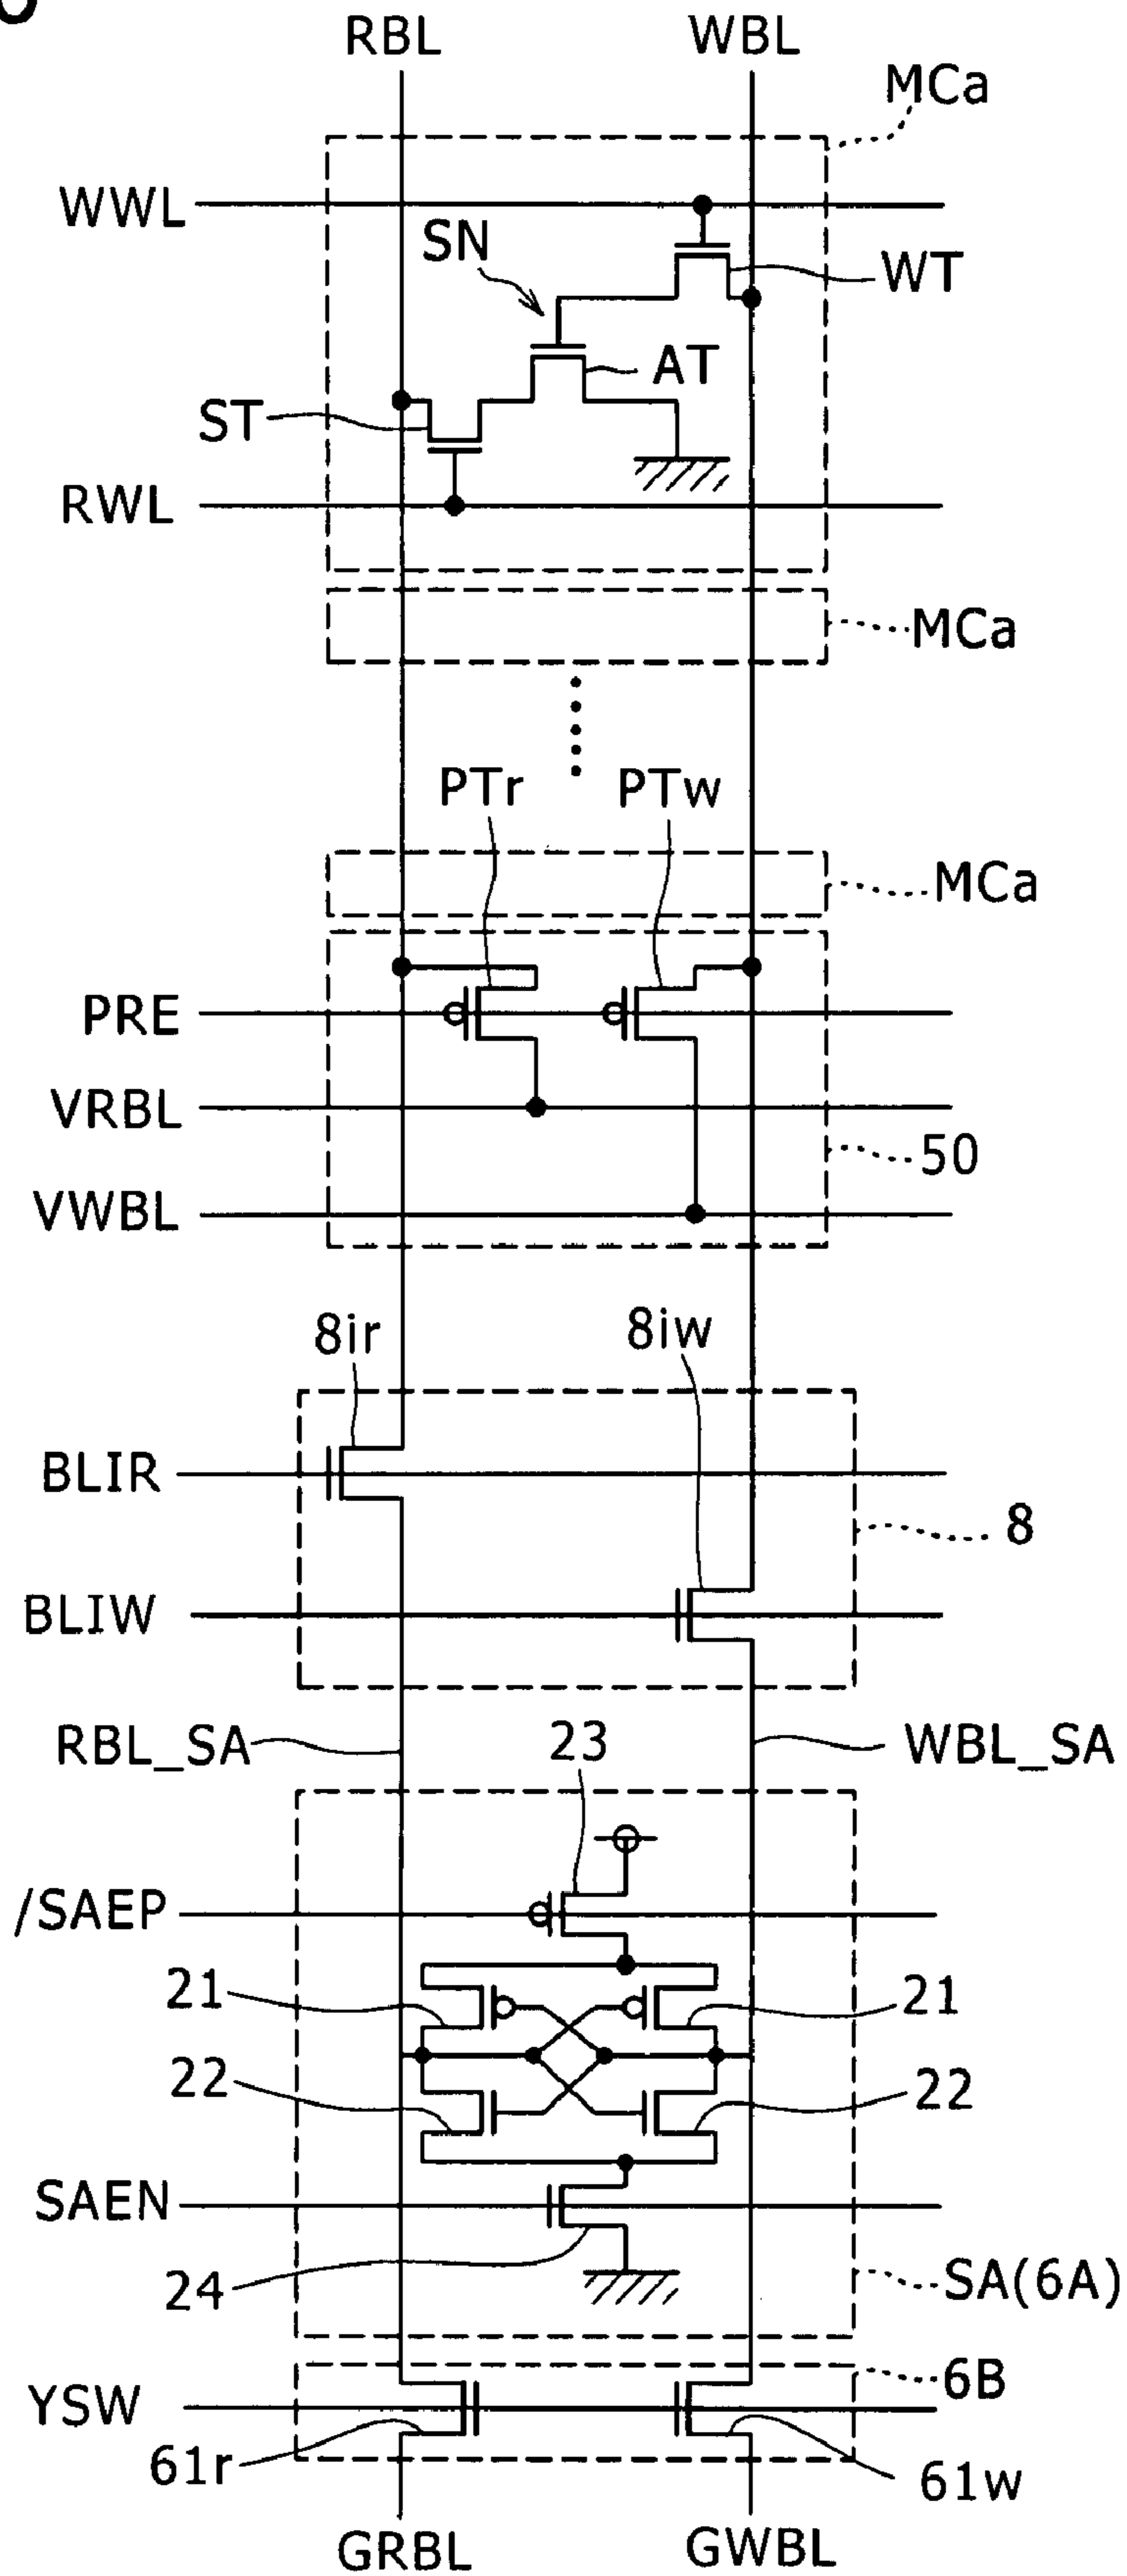 RBL WBL
MCa
WWL
SN
WT
AT
ST
RWL
MCa
PTr PTw
MCa
PRE
VRBL
50
VWBL
8ir 8iw
BLIR
8
BLIW
RBL_SA 23 WBL_SA
/SAEP
21 21
22 22
SAEN
24 SA(6A)
6B
YSW
61r 61w
GRBL GWBL